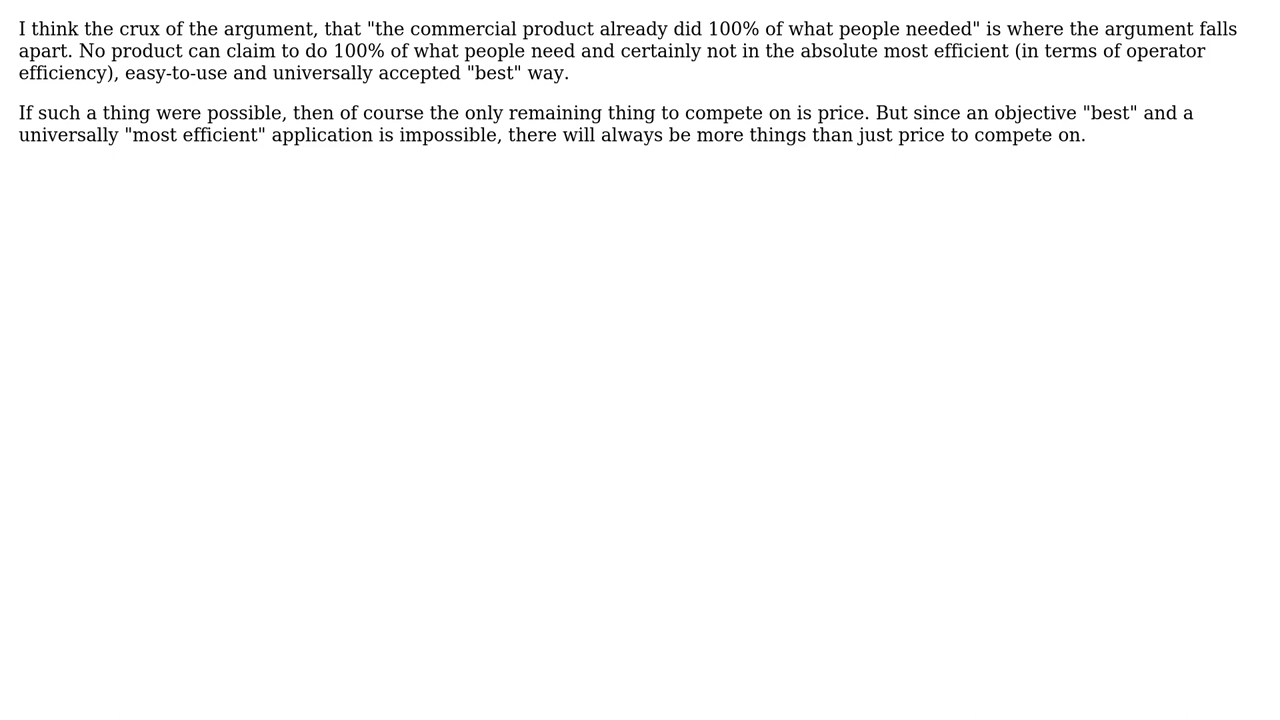 I think the crux of the argument, that "the commercial product already did 100% of what people needed" is where the argument falls
apart. No product can claim to do 100% of what people need and certainly not in the absolute most efficient (in terms of operator
efficiency), easy-to-use and universally accepted "best" way.
If such a thing were possible, then of course the only remaining thing to compete on is price. But since an objective "best" and a
universally "most efficient" application is impossible, there will always be more things than just price to compete on.